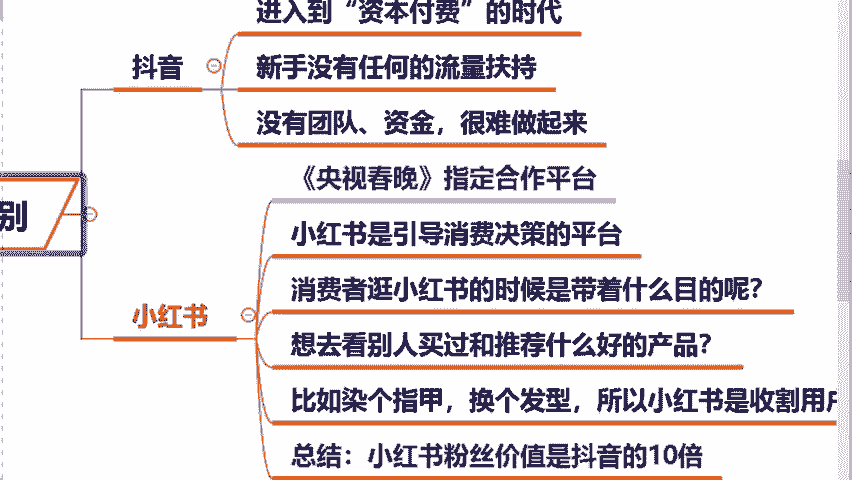 进入到“资本付费”的时代
抖音
新手没有任何的流量扶持
没有团队、资金，很难做起来
别
《央视春晚》指定合作平台
小红书是引导消费决策的平台
消费者逛小红书的时候是带着什么目的呢？
小红书
想去看别人买过和推荐什么好的产品？
比如染个指甲，换个发型，所以小红书是收割用户
总结：小红书粉丝价值是抖音的10倍